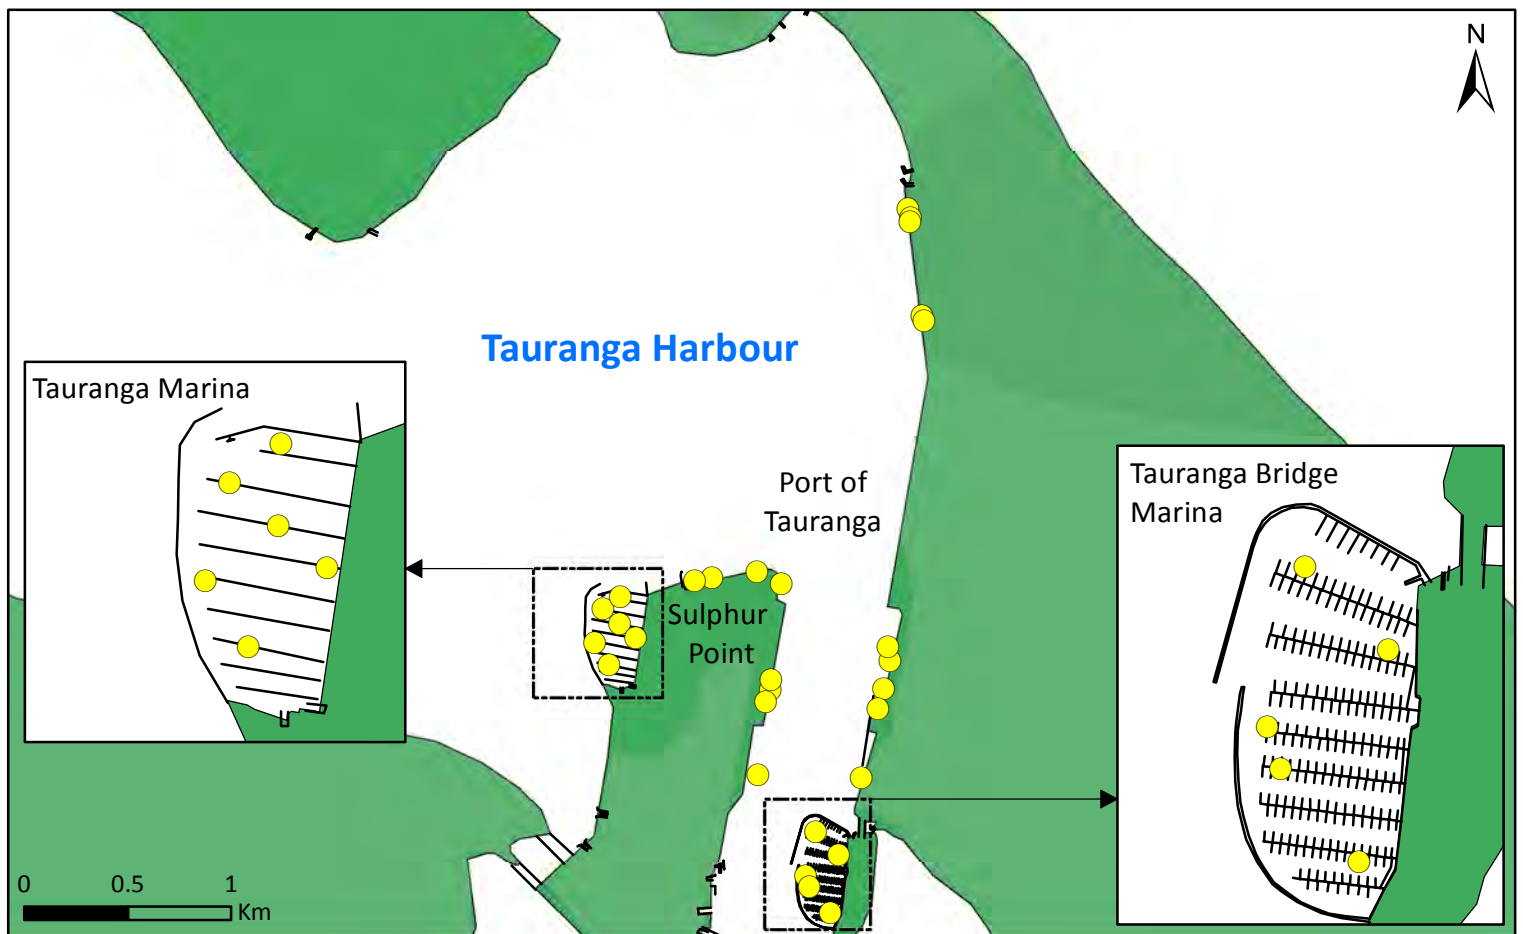 N
Tauranga Harbour
Tauranga Marina
Port of
Tauranga
Tauranga Bridge
Marina
Sulphur
Point
0 0.5 1
Km